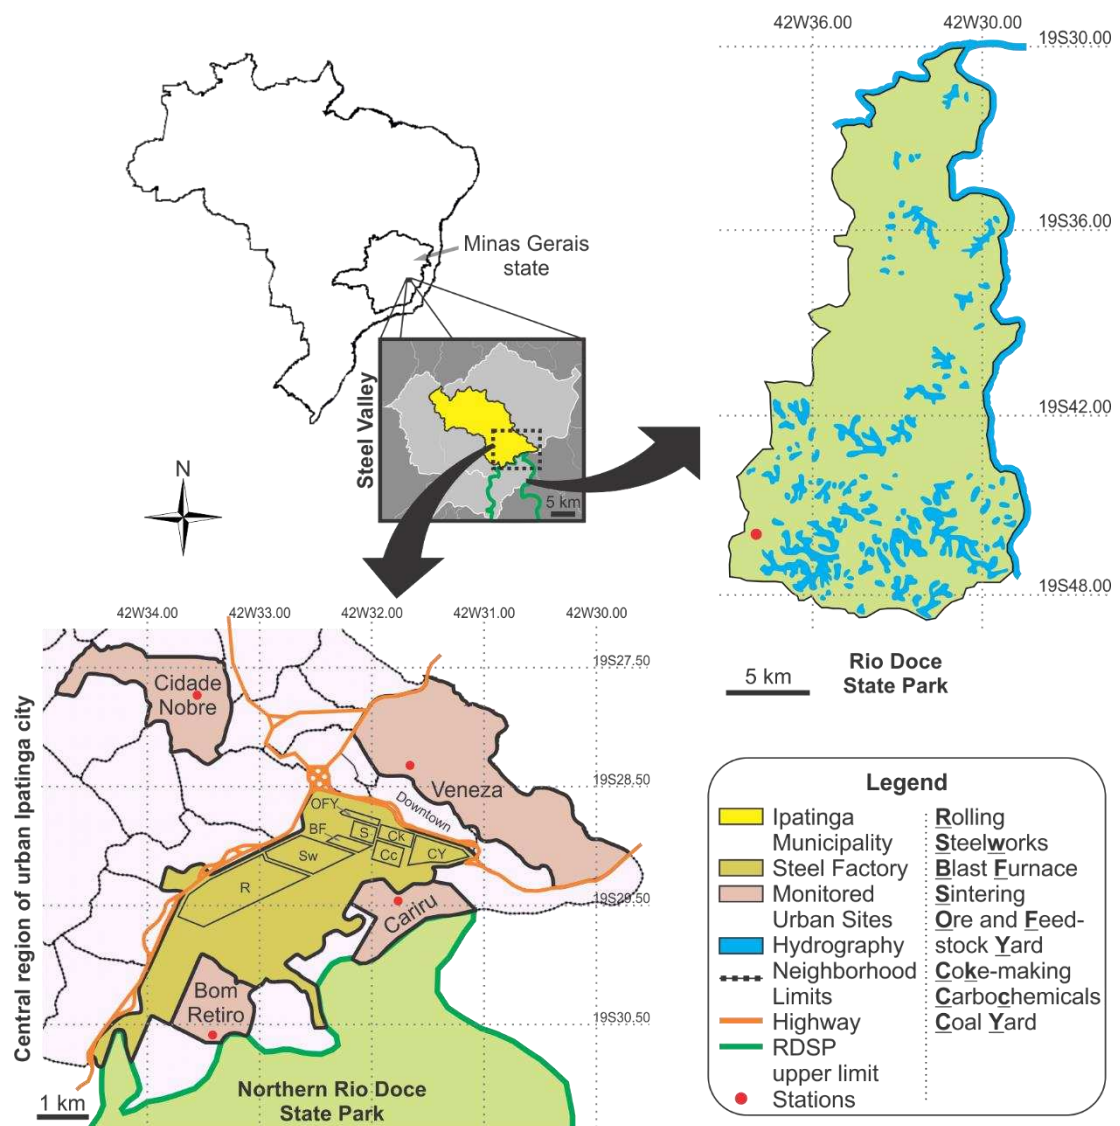 42W36.00
42W30.00
19S30.00
19S36.00
19S42.00
19S48.00
Minas Gerais
state
Steel Valley
5 km
N
5 km
Rio Doce
State Park
42W34.00
42W33.00
42W32.00
42W31.00
42W30.00
19S27.50
19S28.50
19S29.50
19S30.50
Central region of urban Ipatinga city
Cidade
Nobre
Veneza
Downtown
OFY
BF
S
Ck
Sw
Cc
CY
R
Cariru
Bom
Retiro
1 km
Northern Rio Doce
State Park
Legend
Ipatinga
Municipality
Steel Factory
Monitored
Urban Sites
Hydrography
Neighborhood
Limits
Highway
RDSP
upper limit
Stations
Rolling
Steelworks
Blast Furnace
Sintering
Ore and Feed-
stock Yard
Coke-making
Carbochemicals
Coal Yard